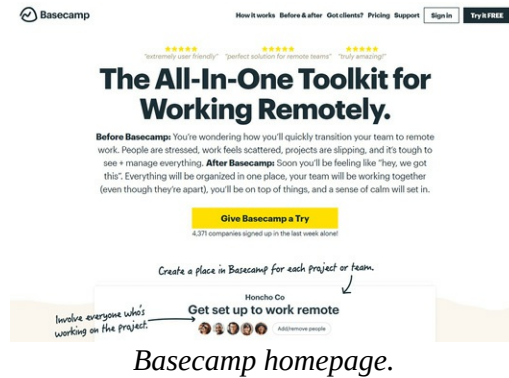 Basecamp
How it works Before & after Got clients? Pricing Support Sign in Try it FREE
"extremely user friendly" "perfect solution for remote teams" "truly amazing!"
The All-In-One Toolkit for
Working Remotely.
Before Basecamp: You're wondering how you'll quickly transition your team to remote
work. People are stressed, work feels scattered, projects are slipping, and it's tough to
see + manage everything. After Basecamp: Soon you'll be feeling like "hey, we got
this". Everything will be organized in one place, your team will be working together
(even though they're apart), you'll be on top of things, and a sense of calm will set in.
Give Basecamp a Try
4,371 companies signed up in the last week alone!
Create a place in Basecamp for each project or team.
Honcho Co
Get set up to work remote
Involve everyone who's
working on the project.
Add/remove people
Basecamp homepage.